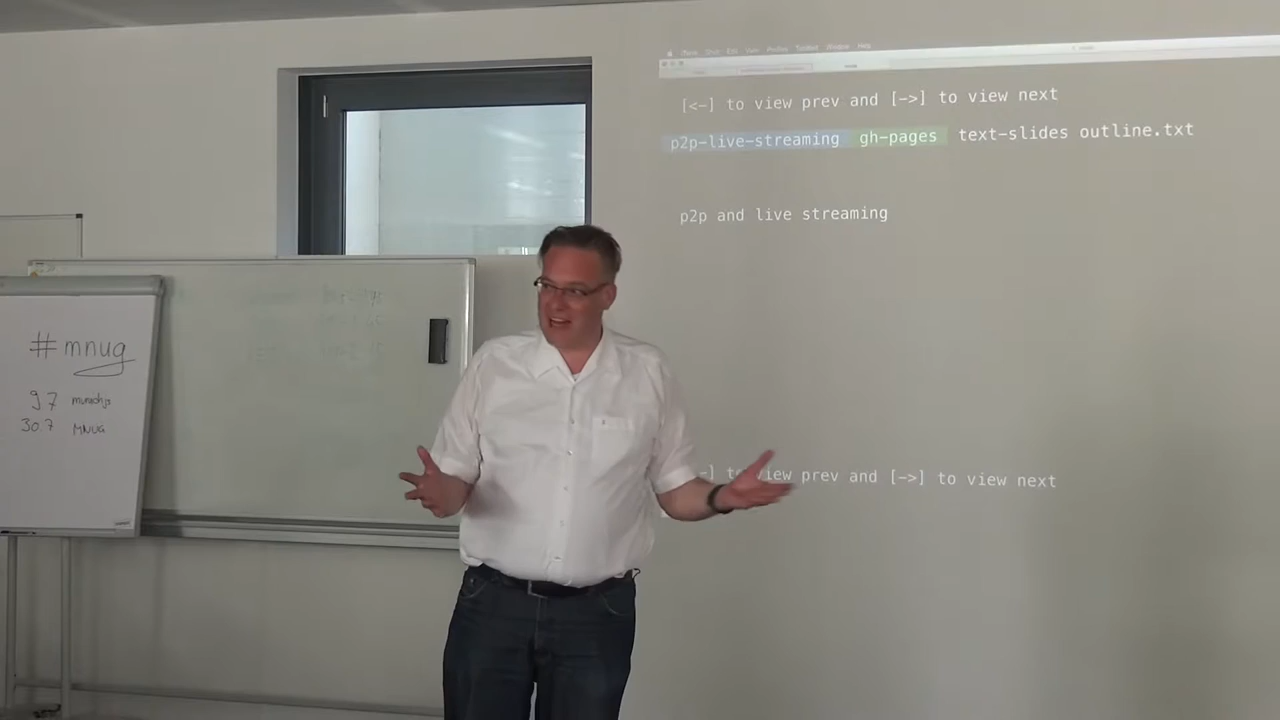 [<-] to view prev and [->] to view next
p2p-live-streaming gh-pages text-slides outline.txt
p2p and live streaming
-] to view prev and [->] to view next
#mnug
9.7 munichjs
30.7 MNUG